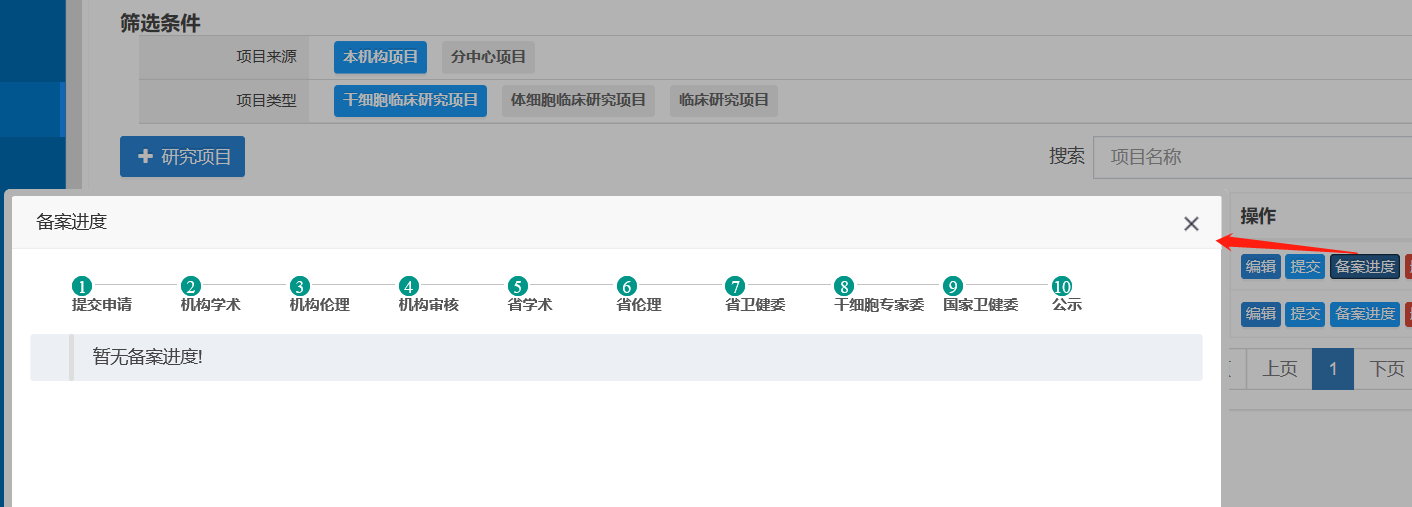 筛选条件
项目来源 本机构项目 分中心项目
项目类型 干细胞临床研究项目 体细胞临床研究项目 临床研究项目
研究项目 搜索 项目名称
备案进度
操作
编辑 提交 备案进度
1 2 3 4 5 6 7 8 9 10
提交申请 机构学术 机构伦理 机构审核 省学术 省伦理 省卫健委 干细胞专家委 国家卫健委 公示
编辑 提交 备案进度
暂无备案进度!
上页 1 下页